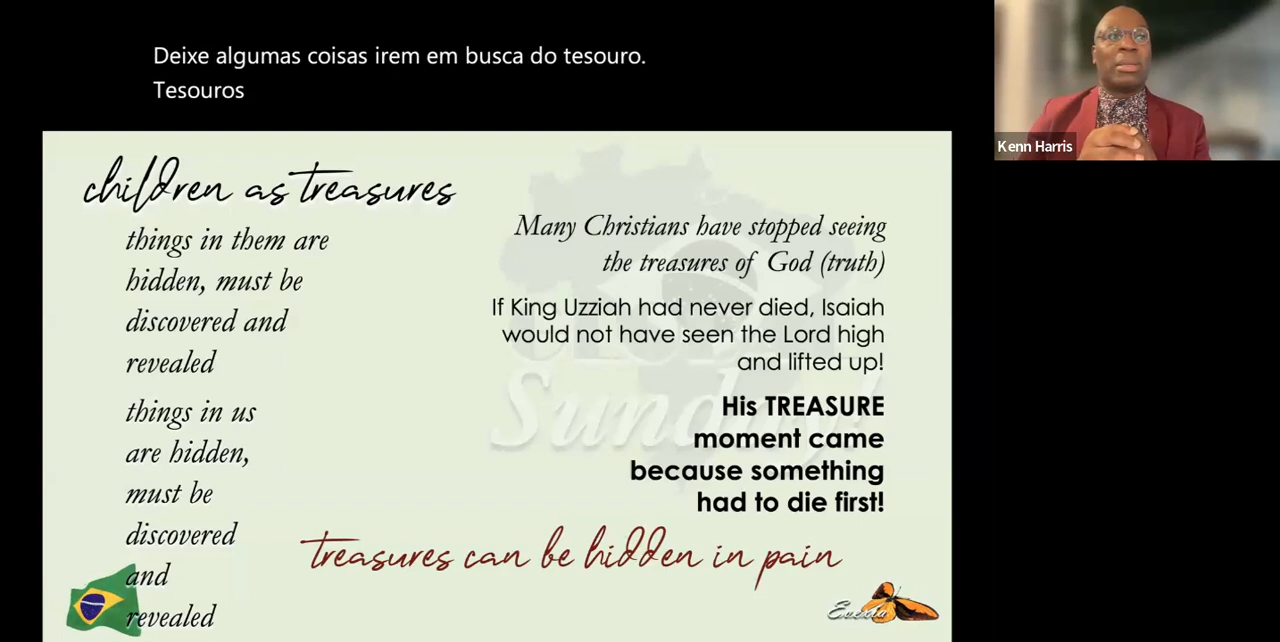 Deixe algumas coisas irem em busca do tesouro.
Tesouros
Kenn Harris
children as treasures
things in them are
hidden, must be
discovered and
revealed
things in us
are hidden,
must be
discovered
and
revealed
Many Christians have stopped seeing
the treasures of God (truth)
If King Uzziah had never died, Isaiah
would not have seen the Lord high
and lifted up!
His TREASURE
moment came
because something
had to die first!
treasures can be hidden in pain
Sunday!